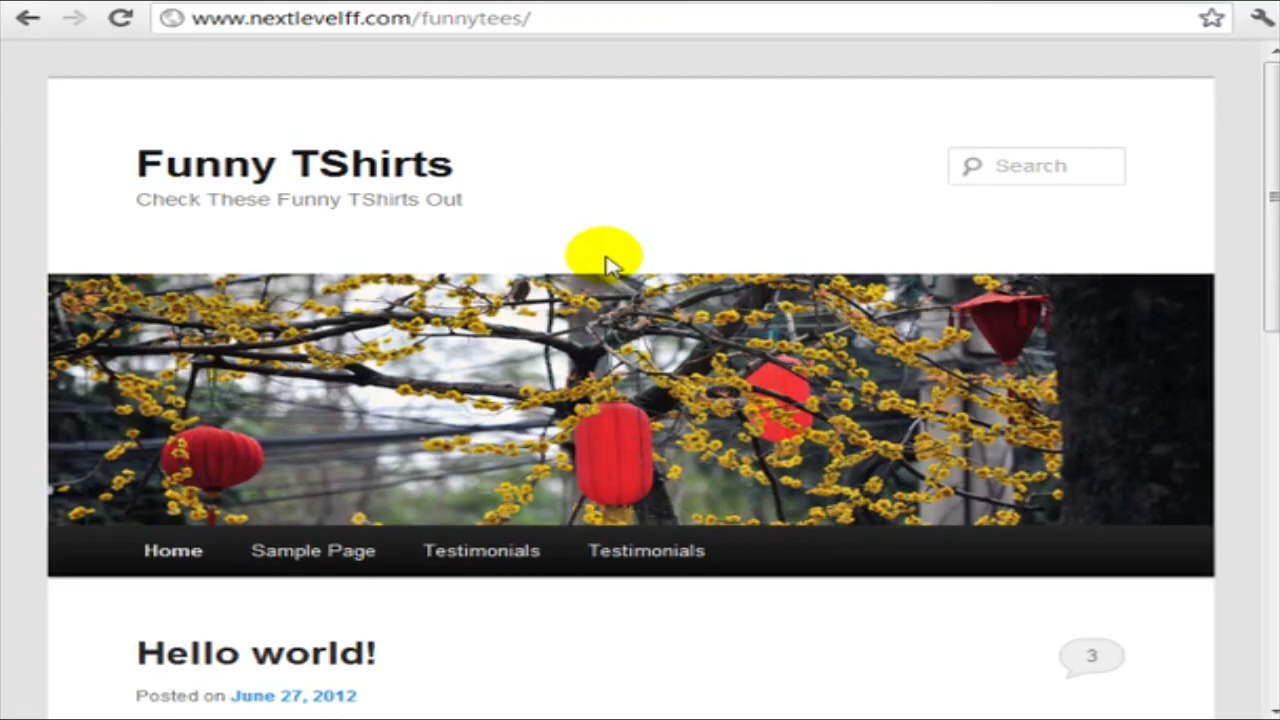 www.nextlevelff.com/funnytees/
Funny TShirts
Search
Check These Funny TShirts Out
Home Sample Page Testimonials Testimonials
Hello world!
3
Posted on June 27, 2012